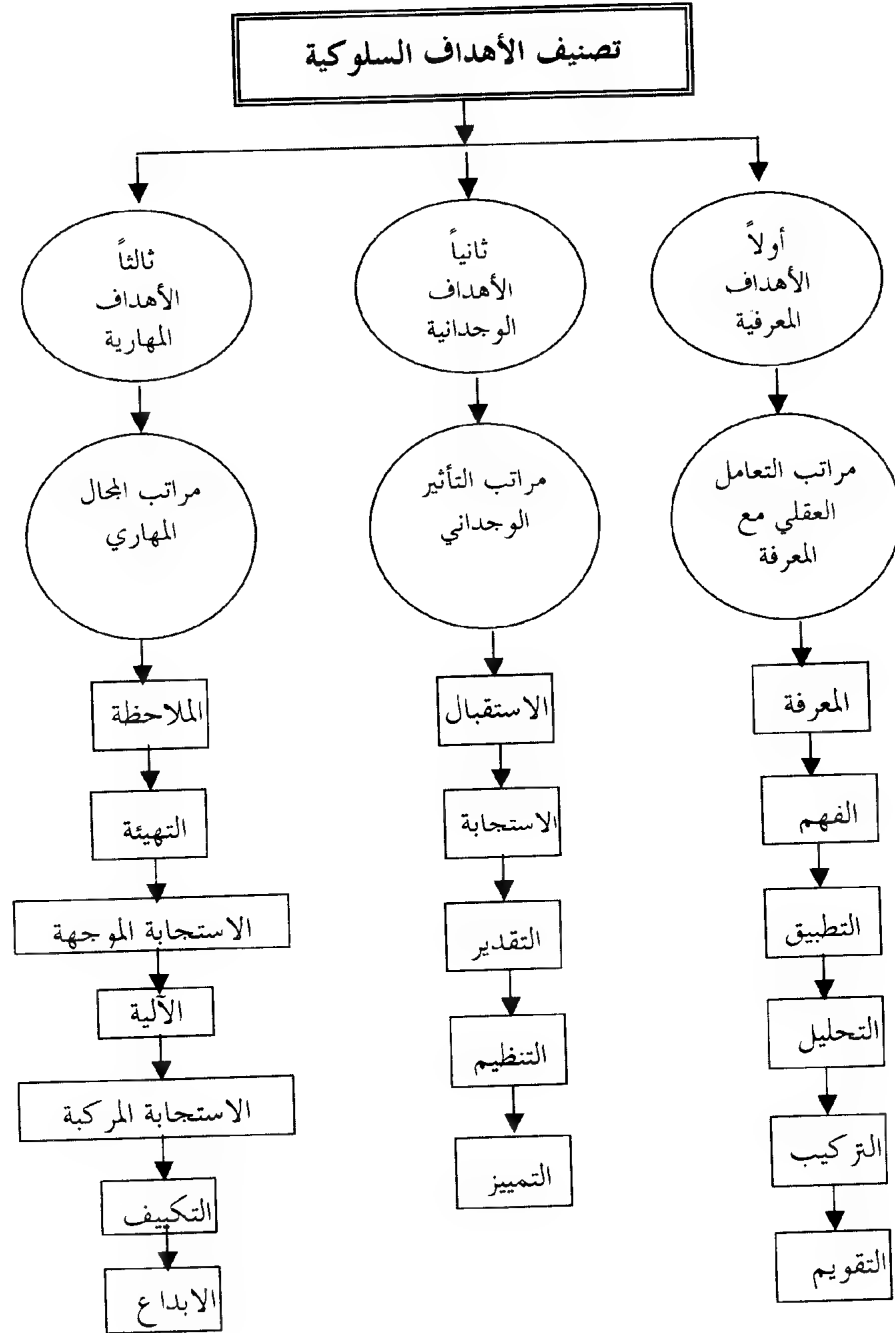 تصنيف الأهداف السلوكية
أولاً
الأهداف
المعرفية
ثانياً
الأهداف
الوجدانية
ثالثاً
الأهداف
المهارية
مراتب التعامل
العقلي مع
المعرفة
مراتب التأثير
الوجداني
مراتب المجال
المهاري
المعرفة
الفهم
التطبيق
التحليل
التركيب
التقويم
الاستقبال
الاستجابة
التقدير
التنظيم
التمييز
الملاحظة
التهيئة
الاستجابة الموجهة
الآلية
الاستجابة المركبة
التكييف
الابداع